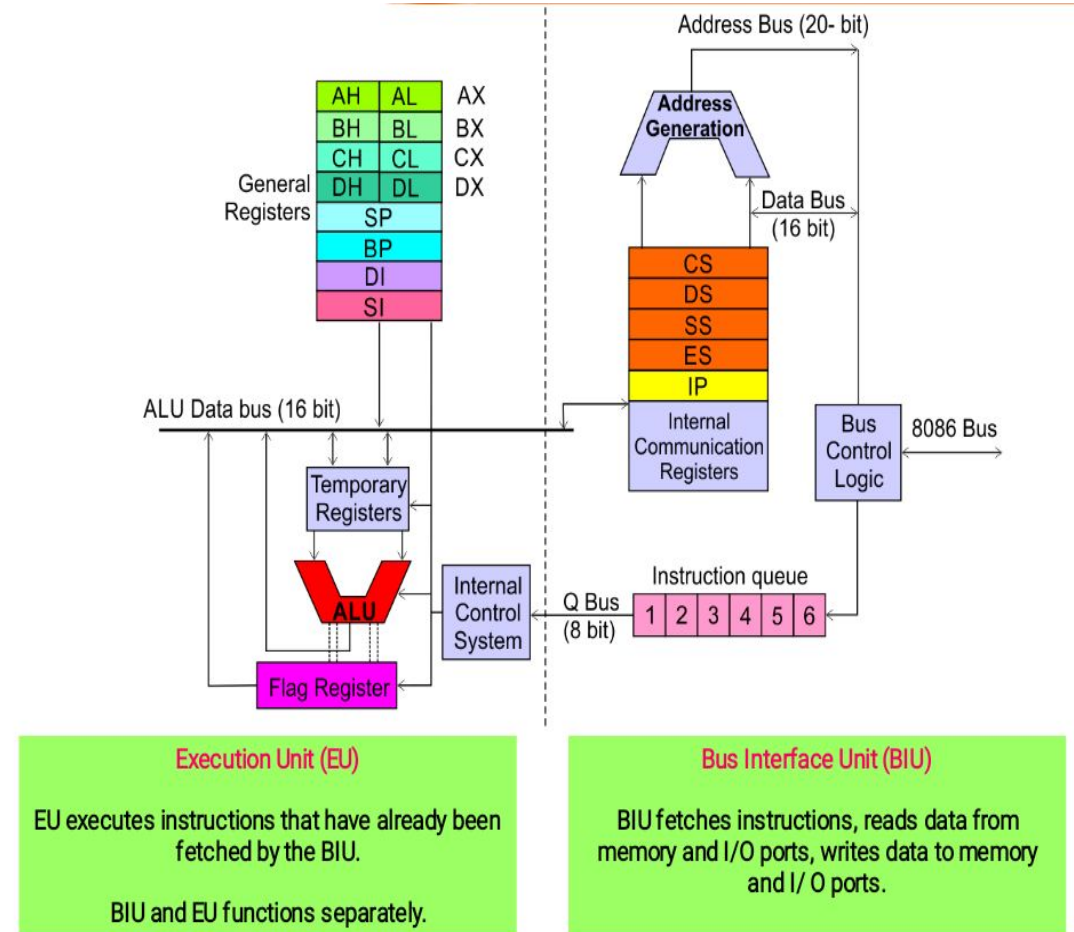 Address Bus (20- bit)
AH AL AX
BH BL BX
CH CL CX
DH DL DX
General
Registers
SP
BP
DI
SI
Address
Generation
Data Bus
(16 bit)
CS
DS
SS
ES
IP
Internal
Communication
Registers
ALU Data bus (16 bit)
Bus
Control
Logic
8086 Bus
Temporary
Registers
ALU
Internal
Control
System
Flag Register
Q Bus
(8 bit)
Instruction queue
1 2 3 4 5 6
Execution Unit (EU)
EU executes instructions that have already been
fetched by the BIU.
BIU and EU functions separately.
Bus Interface Unit (BIU)
BIU fetches instructions, reads data from
memory and I/O ports, writes data to memory
and I/ O ports.